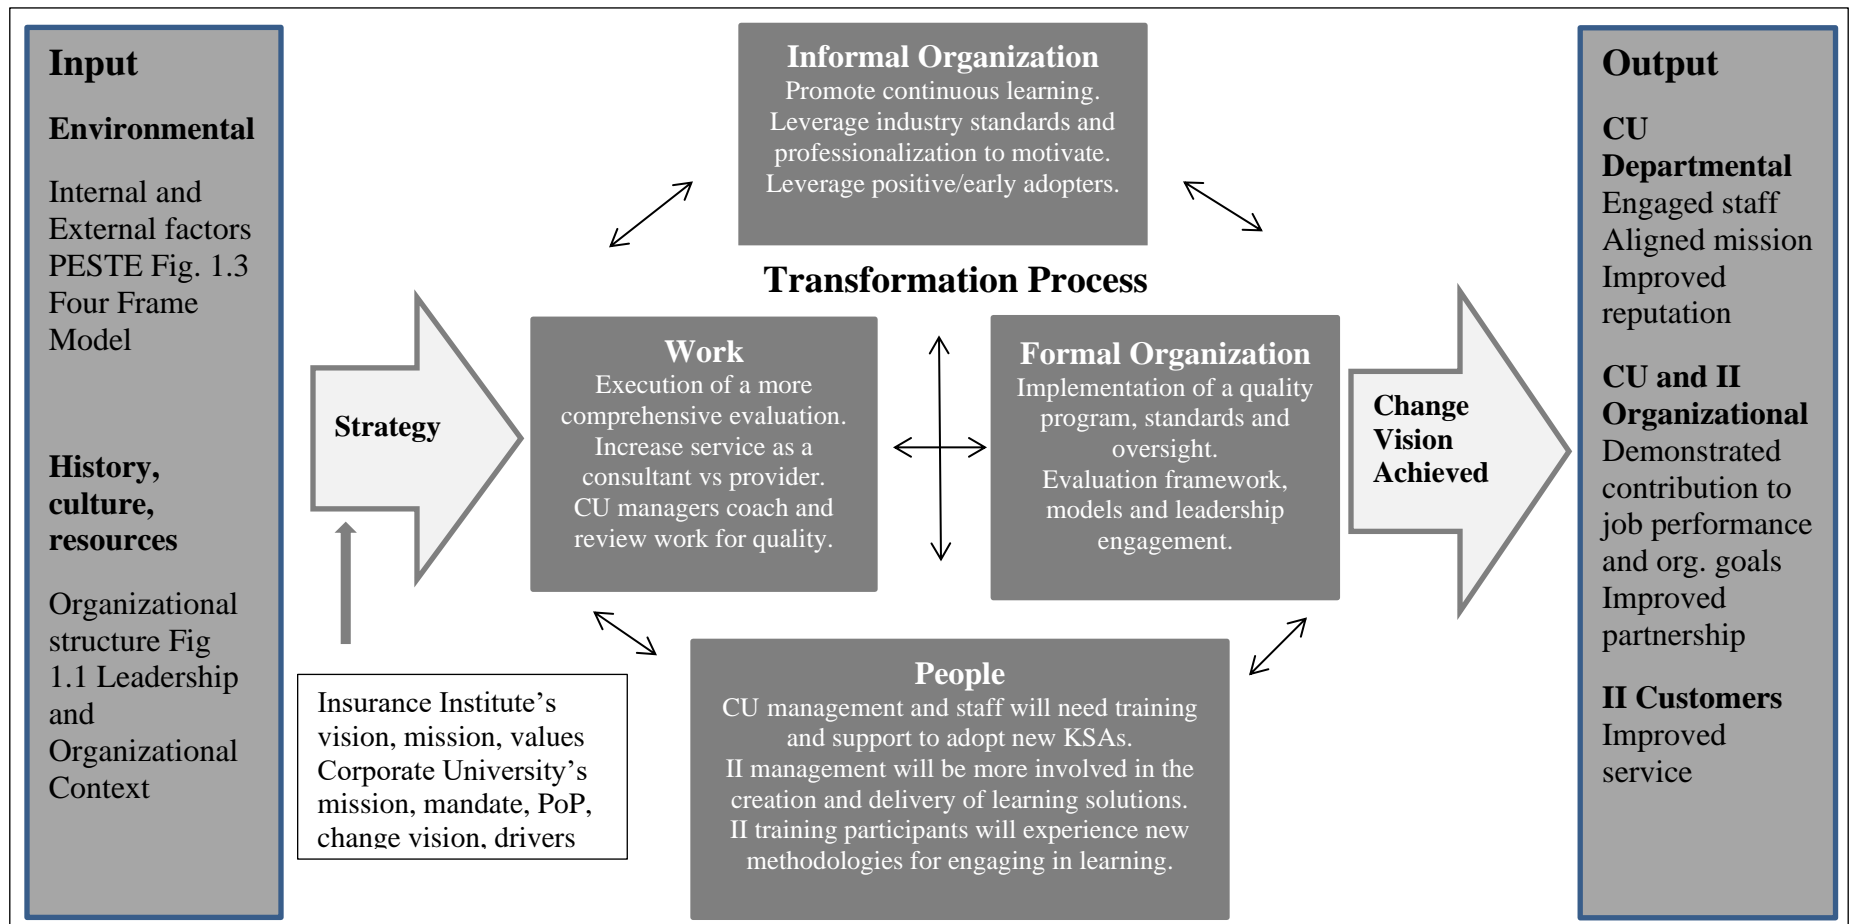 Input
Environmental
Internal and
External factors
PESTE Fig. 1.3
Four Frame
Model
History,
culture,
resources
Organizational
structure Fig
1.1 Leadership
and
Organizational
Context
Strategy
Insurance Institute’s
vision, mission, values
Corporate University’s
mission, mandate, PoP,
change vision, drivers
Informal Organization
Promote continuous learning.
Leverage industry standards and
professionalization to motivate.
Leverage positive/early adopters.
Transformation Process
Work
Execution of a more
comprehensive evaluation.
Increase service as a
consultant vs provider.
CU managers coach and
review work for quality.
Formal Organization
Implementation of a quality
program, standards and
oversight.
Evaluation framework,
models and leadership
engagement.
People
CU management and staff will need training
and support to adopt new KSAs.
II management will be more involved in the
creation and delivery of learning solutions.
II training participants will experience new
methodologies for engaging in learning.
Change
Vision
Achieved
Output
CU
Departmental
Engaged staff
Aligned mission
Improved
reputation
CU and II
Organizational
Demonstrated
contribution to
job performance
and org. goals
Improved
partnership
II Customers
Improved
service